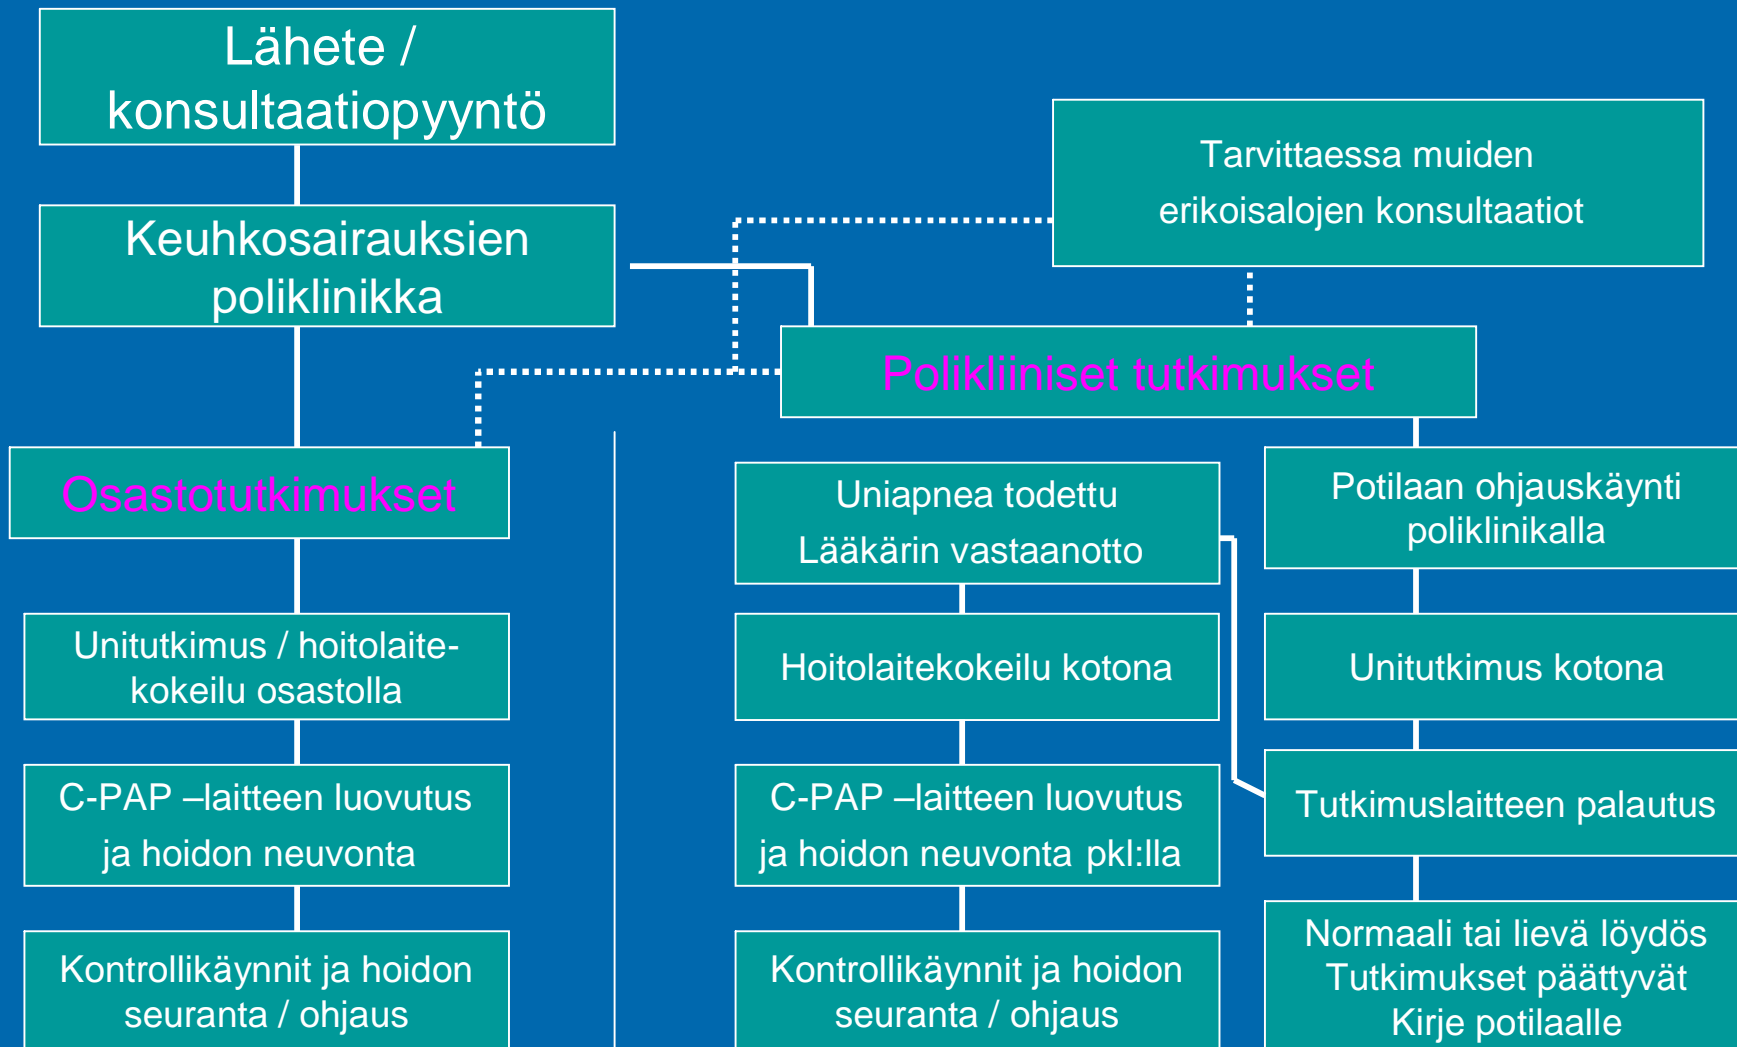 Lähete /
konsultaatiopyyntö
Tarvittaessa muiden
erikoisalojen konsultaatiot
Keuhkosairauksien
poliklinikka
Polikliiniset tutkimukset
Osastotutkimukset
Unitutkimus / hoitolaite-
kokeilu osastolla
C-PAP –laitteen luovutus
ja hoidon neuvonta
Kontrollikäynnit ja hoidon
seuranta / ohjaus
Uniapnea todettu
Lääkärin vastaanotto
Hoitolaitekokeilu kotona
C-PAP –laitteen luovutus
ja hoidon neuvonta pkl:lla
Kontrollikäynnit ja hoidon
seuranta / ohjaus
Potilaan ohjauskäynti
poliklinikalla
Unitutkimus kotona
Tutkimuslaitteen palautus
Normaali tai lievä löydös
Tutkimukset päättyvät
Kirje potilaalle